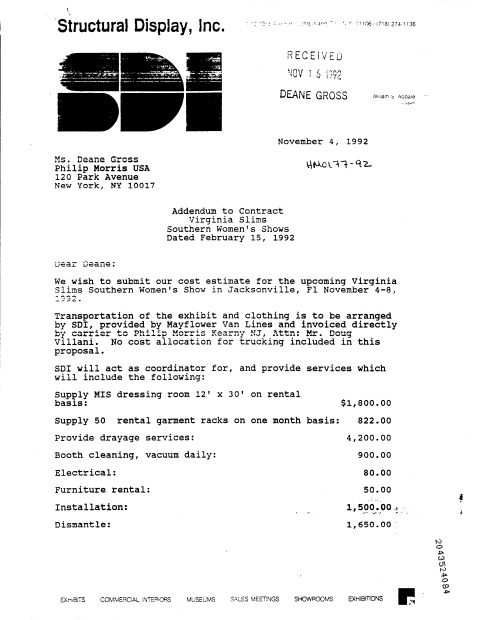 Structural Display, Inc.
11106 / (718) 274-1136
SDI
RECEIVED
NOV 16 1992
DEANE GROSS
November 4, 1992
HM0177-92
Ms. Deane Gross
Philip Morris USA
120 Park Avenue
New York, NY 10017
Addendum to Contract
Virginia Slims
Southern Women's Shows
Dated February 15, 1992
Dear Deane:
We wish to submit our cost estimate for the upcoming Virginia
Slims Southern Women's Show in Jacksonville, Fl November 4-8,
1992.
Transportation of the exhibit and clothing is to be arranged
by SDI, provided by Mayflower Van Lines and invoiced directly
by carrier to Philip Morris Kearny NJ, Attn: Mr. Doug
Villani. No cost allocation for trucking included in this
proposal.
SDI will act as coordinator for, and provide services which
will include the following:
Supply MIS dressing room 12' x 30' on rental
basis: $1,800.00
Supply 50 rental garment racks on one month basis: 822.00
Provide drayage services: 4,200.00
Booth cleaning, vacuum daily: 900.00
Electrical: 80.00
Furniture rental: 50.00
Installation: 1,500.00
Dismantle: 1,650.00
2043524084
EXHIBITS COMMERCIAL INTERIORS MUSEUMS SALES MEETINGS SHOWROOMS EXHIBITIONS